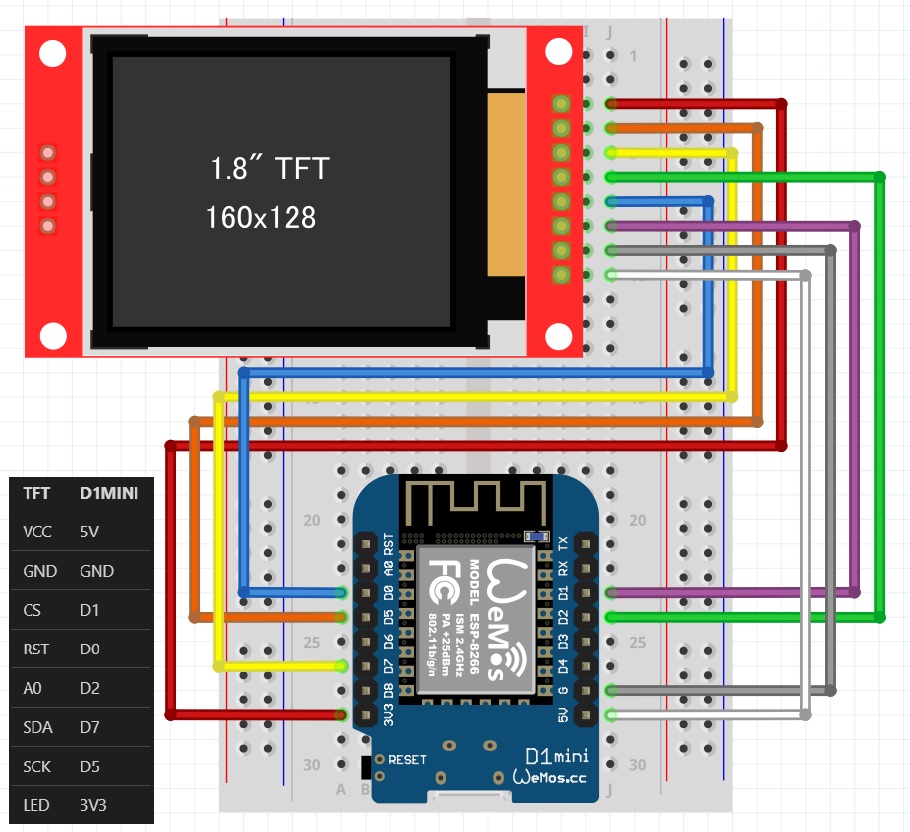 I J
1
1.8″ TFT
160x128
TFT D1MINI
VCC 5V
GND GND
CS D1
RST D0
A0 D2
SDA D7
SCK D5
LED 3V3
20 20
25 25
30 30
A B J
RST
A0
D0
D5
D6
D7
D8
3V3
TX
RX
D1
D2
D3
D4
G
5V
WeMos
MODEL ESP-8266
FC
ISM 2.4GHz
PA +25dBm
802.11b/g/n
RESET
D1mini
WeMos.cc